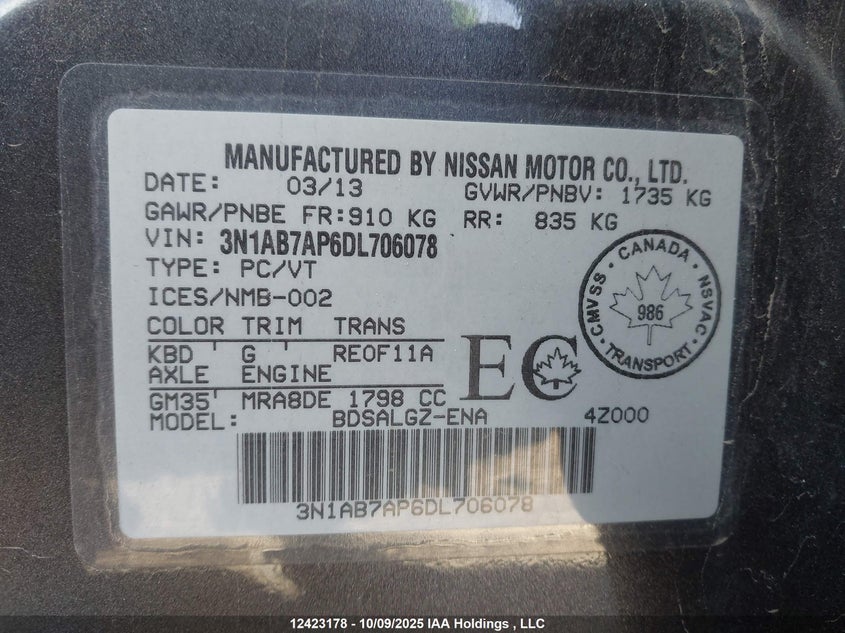 MANUFACTURED BY NISSAN MOTOR CO., LTD.
DATE: 03/13 GVWR/PNBV: 1735 KG
GAWR/PNBE FR:910 KG RR: 835 KG
VIN: 3N1AB7AP6DL706078
TYPE: PC/VT
ICES/NMB-002
COLOR TRIM TRANS
KBD ' G ' RE0F11A
AXLE ENGINE
GM35' MRA8DE 1798 CC
MODEL: BDSALGZ-ENA 4Z000
EC
CANADA
CMVSS · NSVAC
986
TRANSPORT
3N1AB7AP6DL706078
12423178 - 10/09/2025 IAA Holdings , LLC